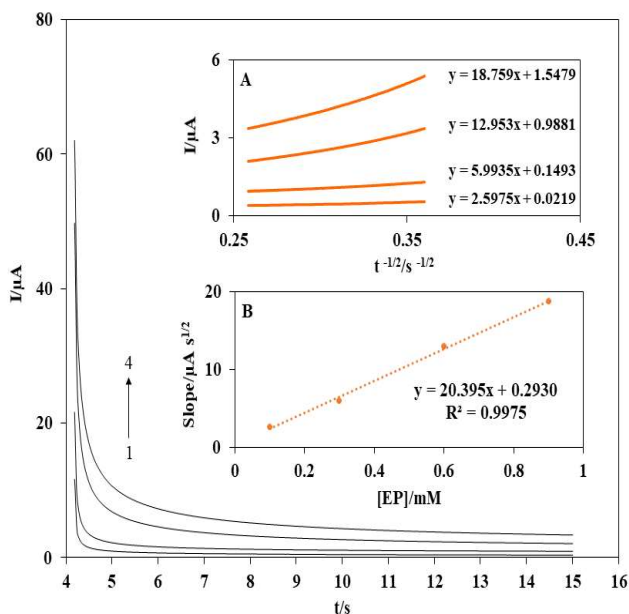 80
60
40
20
0
4 5 6 7 8 9 10 11 12 13 14 15 16
I/µA
t/s
4
1
A
6
3
0
0.25 0.35 0.45
I/µA
t -1/2/s -1/2
y = 18.759x + 1.5479
y = 12.953x + 0.9881
y = 5.9935x + 0.1493
y = 2.5975x + 0.0219
B
20
10
0
0 0.2 0.4 0.6 0.8 1
Slope/µA s1/2
[EP]/mM
y = 20.395x + 0.2930
R² = 0.9975